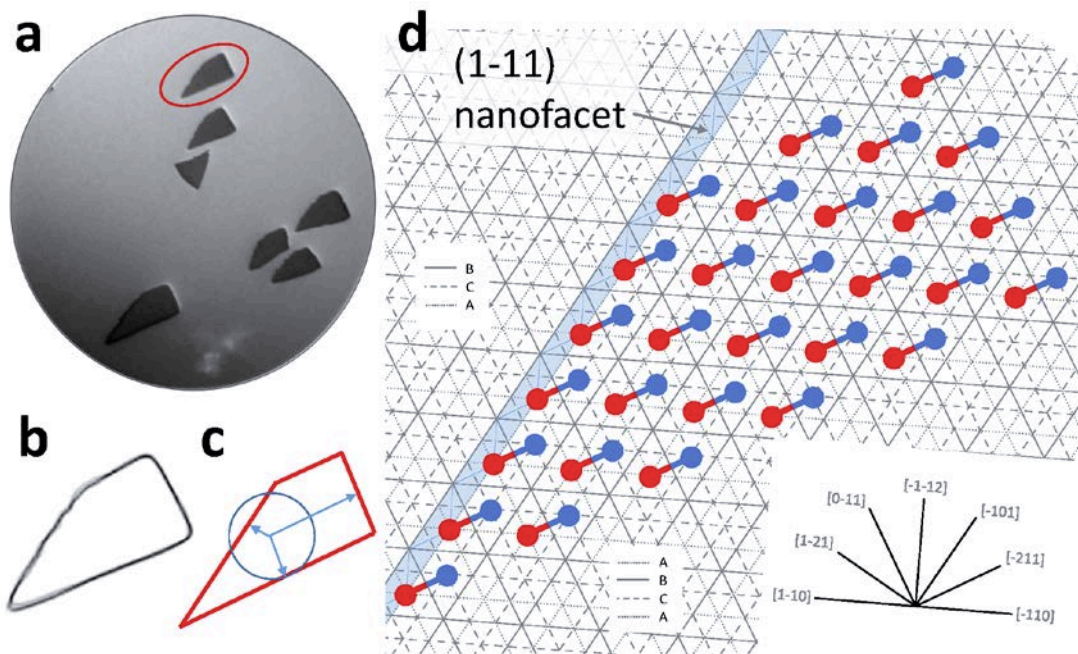 a
d
(1-11)
nanofacet
B
C
A
b
c
A
B
C
A
[-1-12]
[0-11]
[-101]
[1-21]
[-211]
[1-10]
[-110]